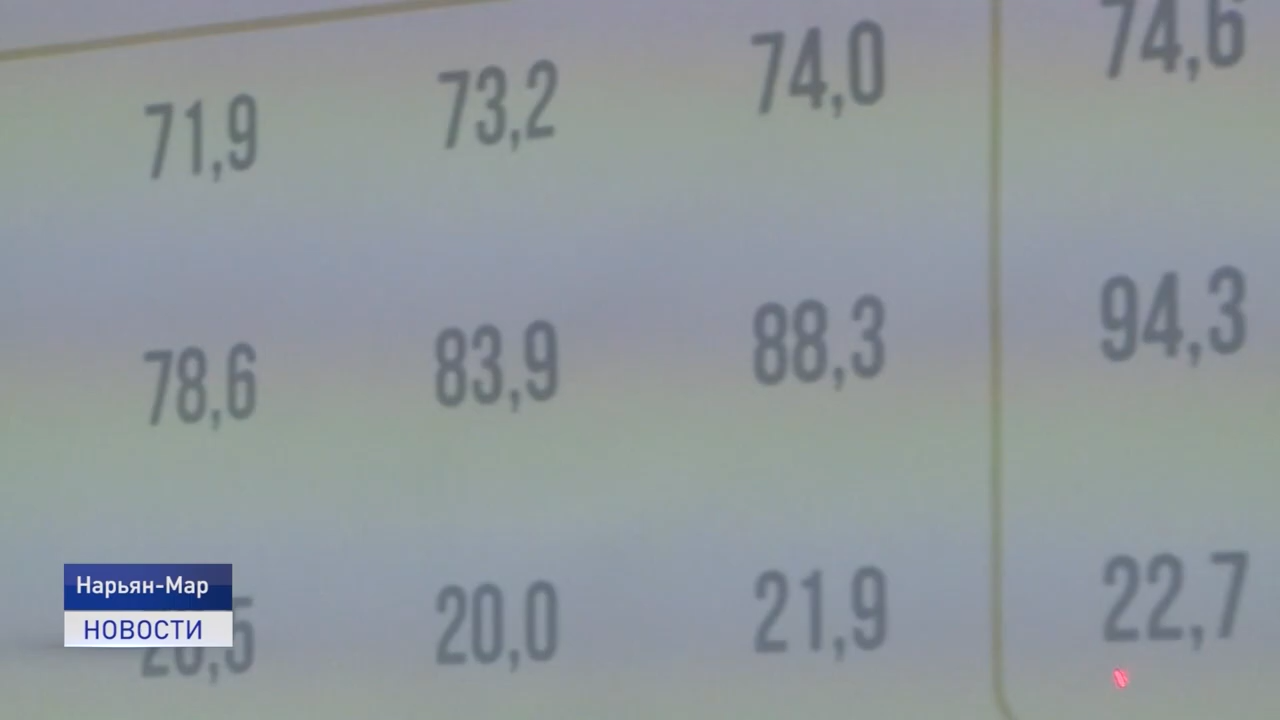 71,9 73,2 74,0 74,6
78,6 83,9 88,3 94,3
20,0 21,9 22,7
Нарьян-Мар
НОВОСТИ